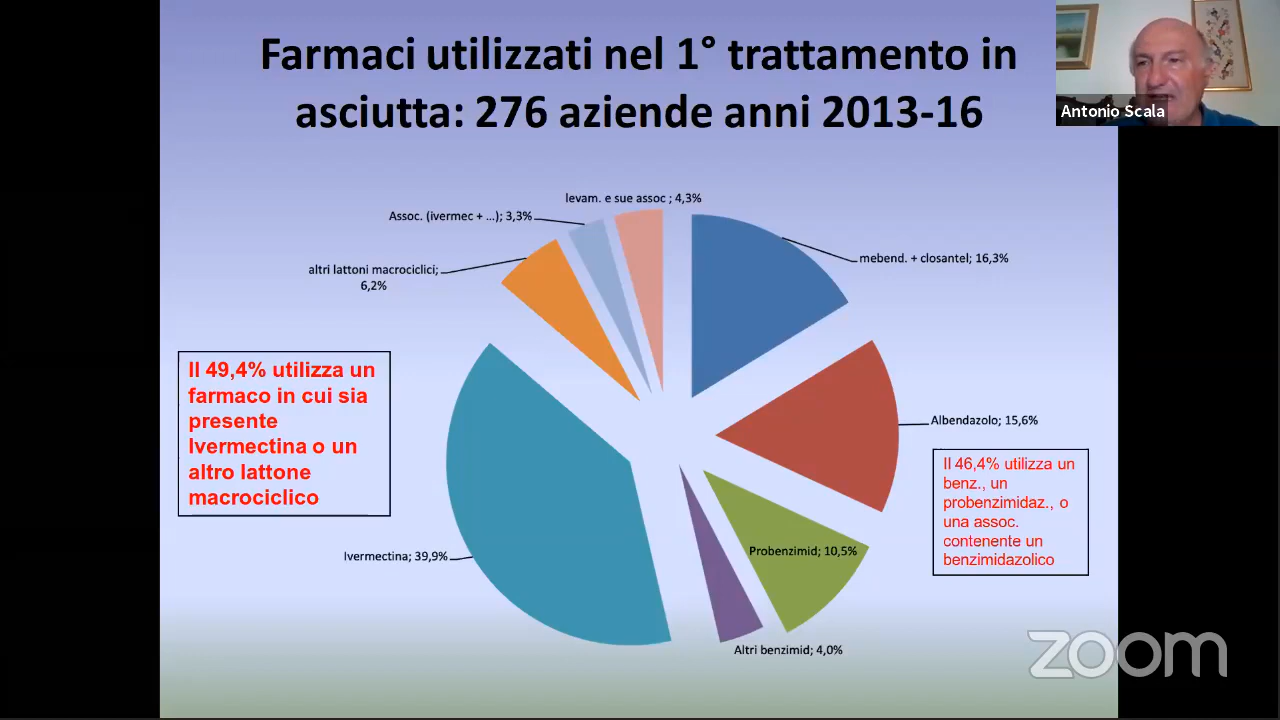 Farmaci utilizzati nel 1° trattamento in
asciutta: 276 aziende anni 2013-16
Antonio Scala
levam. e sue assoc ; 4,3%
Assoc. (ivermec + ...); 3,3%
mebend. + closantel; 16,3%
altri lattoni macrociclici;
6,2%
Il 49,4% utilizza un
farmaco in cui sia
presente
Ivermectina o un
altro lattone
macrociclico
Albendazolo; 15,6%
Il 46,4% utilizza un
benz., un
probenzimidaz., o
una assoc.
contenente un
benzimidazolico
Probenzimid; 10,5%
Ivermectina; 39,9%
Altri benzimid; 4,0%
zoom